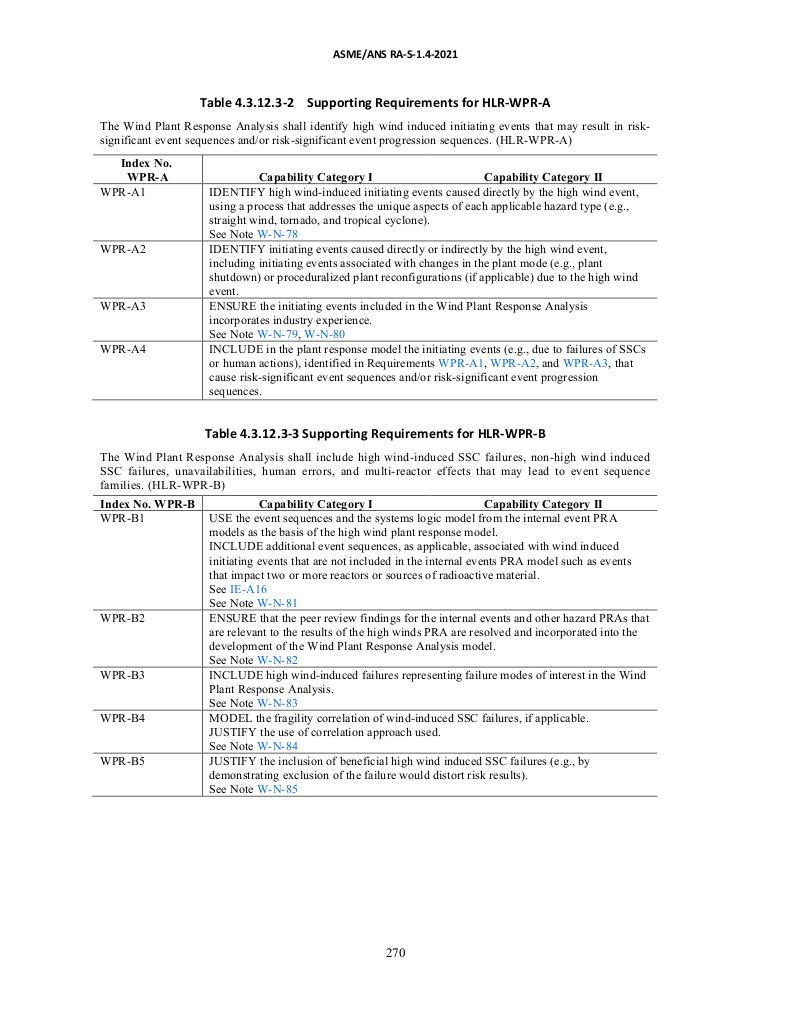 ASME/ANS RA-S-1.4-2021
Table 4.3.12.3-2 Supporting Requirements for HLR-WPR-A
The Wind Plant Response Analysis shall identify high wind induced initiating events that may result in risk-
significant event sequences and/or risk-significant event progression sequences. (HLR-WPR-A)
Index No.
WPR-A Capability Category I Capability Category II
WPR-A1 IDENTIFY high wind-induced initiating events caused directly by the high wind event,
using a process that addresses the unique aspects of each applicable hazard type (e.g.,
straight wind, tornado, and tropical cyclone).
See Note W-N-78
WPR-A2 IDENTIFY initiating events caused directly or indirectly by the high wind event,
including initiating events associated with changes in the plant mode (e.g., plant
shutdown) or proceduralized plant reconfigurations (if applicable) due to the high wind
event.
WPR-A3 ENSURE the initiating events included in the Wind Plant Response Analysis
incorporates industry experience.
See Note W-N-79, W-N-80
WPR-A4 INCLUDE in the plant response model the initiating events (e.g., due to failures of SSCs
or human actions), identified in Requirements WPR-A1, WPR-A2, and WPR-A3, that
cause risk-significant event sequences and/or risk-significant event progression
sequences.
Table 4.3.12.3-3 Supporting Requirements for HLR-WPR-B
The Wind Plant Response Analysis shall include high wind-induced SSC failures, non-high wind induced
SSC failures, unavailabilities, human errors, and multi-reactor effects that may lead to event sequence
families. (HLR-WPR-B)
Index No. WPR-B Capability Category I Capability Category II
WPR-B1 USE the event sequences and the systems logic model from the internal event PRA
models as the basis of the high wind plant response model.
INCLUDE additional event sequences, as applicable, associated with wind induced
initiating events that are not included in the internal events PRA model such as events
that impact two or more reactors or sources of radioactive material.
See IE-A16
See Note W-N-81
WPR-B2 ENSURE that the peer review findings for the internal events and other hazard PRAs that
are relevant to the results of the high winds PRA are resolved and incorporated into the
development of the Wind Plant Response Analysis model.
See Note W-N-82
WPR-B3 INCLUDE high wind-induced failures representing failure modes of interest in the Wind
Plant Response Analysis.
See Note W-N-83
WPR-B4 MODEL the fragility correlation of wind-induced SSC failures, if applicable.
JUSTIFY the use of correlation approach used.
See Note W-N-84
WPR-B5 JUSTIFY the inclusion of beneficial high wind induced SSC failures (e.g., by
demonstrating exclusion of the failure would distort risk results).
See Note W-N-85
270